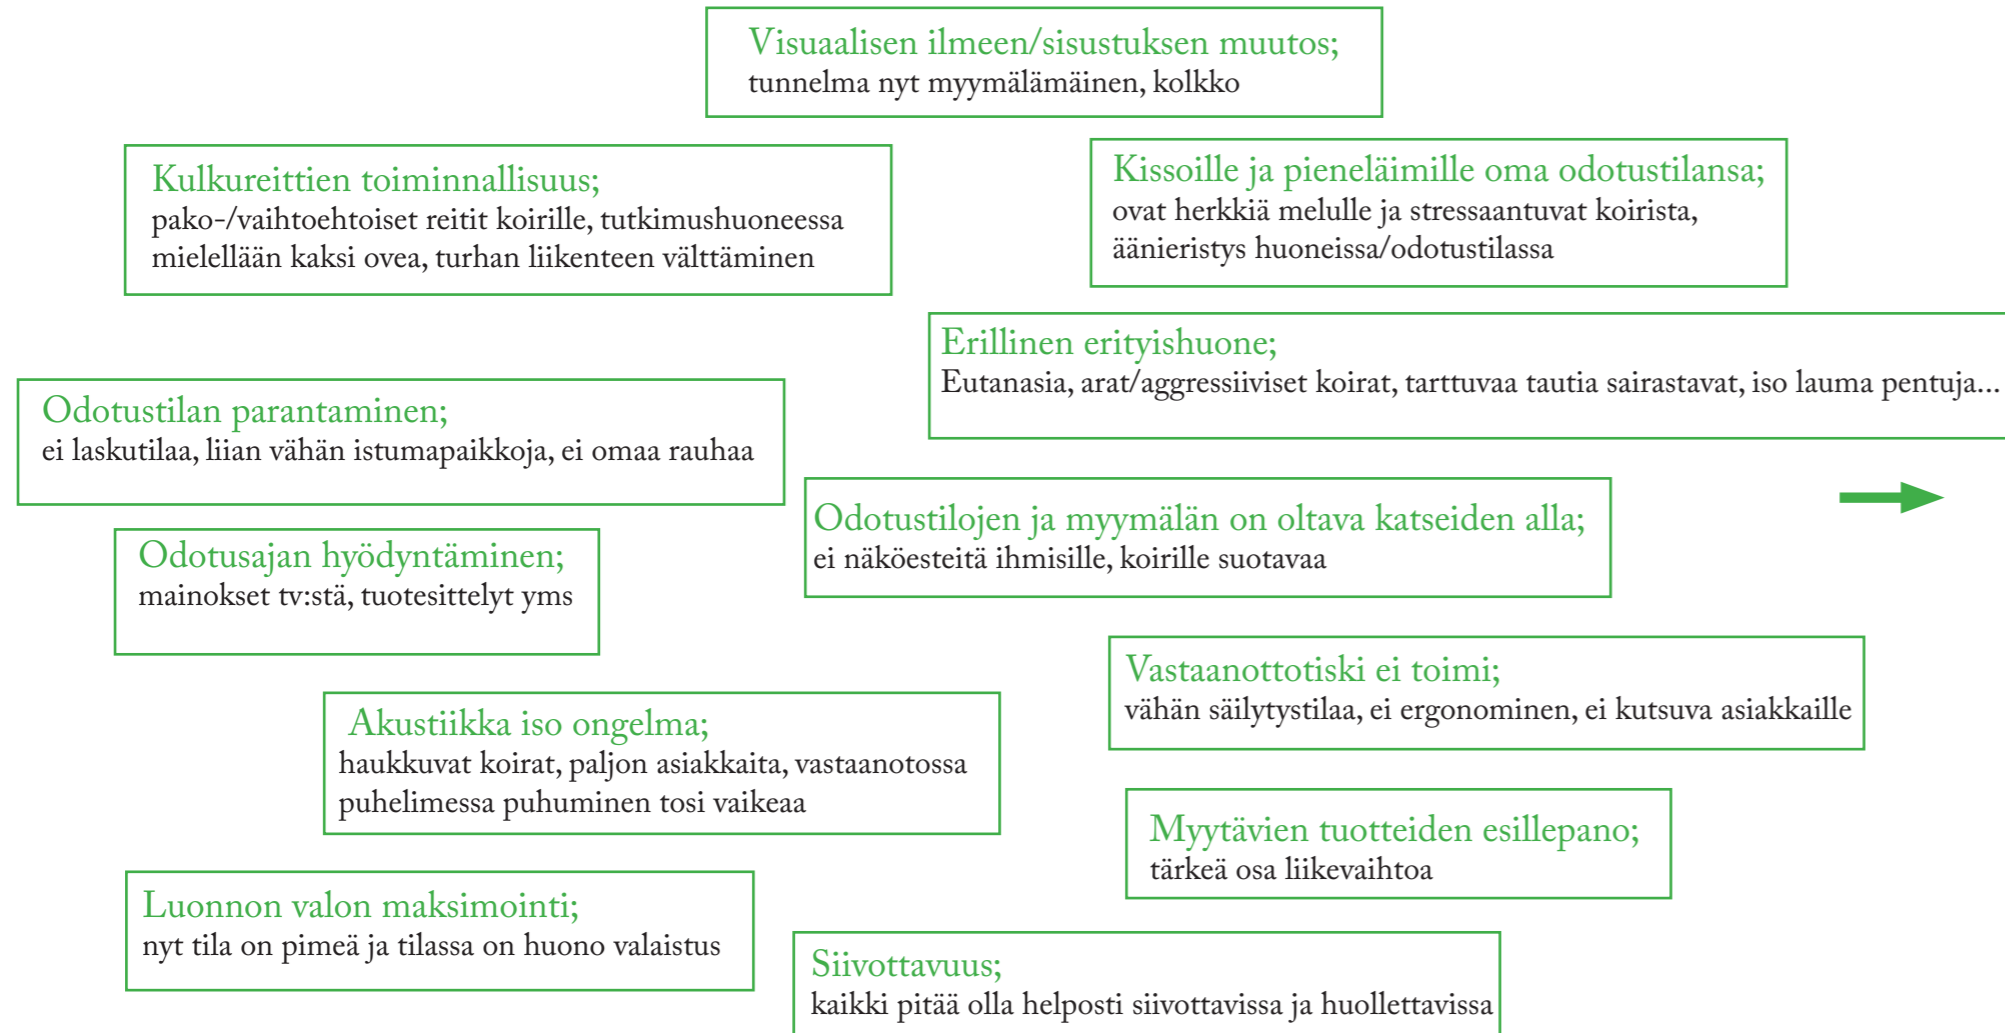 Visuaalisen ilmeen/sisustuksen muutos;
tunnelma nyt myymälämäinen, kolkko
Kulkureittien toiminnallisuus;
pako-/vaihtoehtoiset reitit koirille, tutkimushuoneessa
mielellään kaksi ovea, turhan liikenteen välttäminen
Kissoille ja pieneläimille oma odotustilansa;
ovat herkkiä melulle ja stressaantuvat koirista,
äänieristys huoneissa/odotustilassa
Erillinen erityishuone;
Eutanasia, arat/aggressiiviset koirat, tarttuvaa tautia sairastavat, iso lauma pentuja...
Odotustilan parantaminen;
ei laskutilaa, liian vähän istumapaikkoja, ei omaa rauhaa
Odotustilojen ja myymälän on oltava katseiden alla;
ei näköesteitä ihmisille, koirille suotavaa
Odotusajan hyödyntäminen;
mainokset tv:stä, tuotesittelyt yms
Vastaanottotiski ei toimi;
vähän säilytystilaa, ei ergonominen, ei kutsuva asiakkaille
Akustiikka iso ongelma;
haukkuvat koirat, paljon asiakkaita, vastaanotossa
puhelimessa puhuminen tosi vaikeaa
Myytävien tuotteiden esillepano;
tärkeä osa liikevaihtoa
Luonnon valon maksimointi;
nyt tila on pimeä ja tilassa on huono valaistus
Siivottavuus;
kaikki pitää olla helposti siivottavissa ja huollettavissa